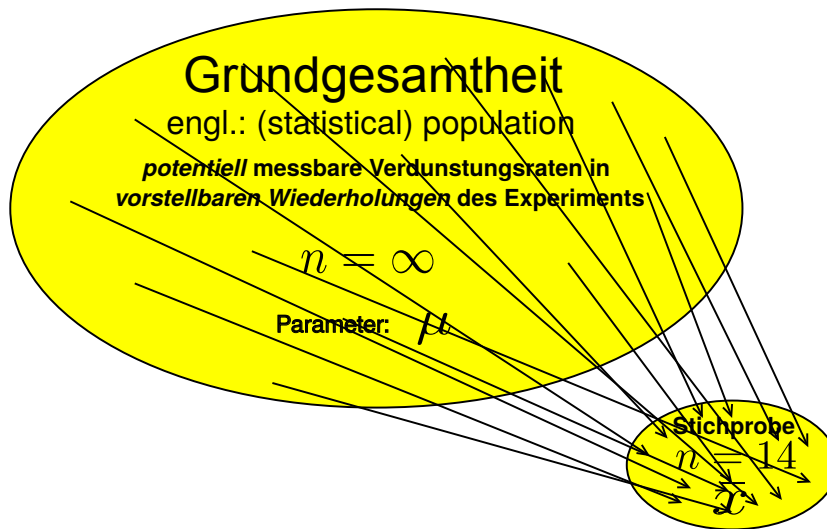 Grundgesamtheit
engl.: (statistical) population
potentiell messbare Verdunstungsraten in
vorstellbaren Wiederholungen des Experiments
n = ∞
Parameter: μ
Stichprobe
n = 14
x̅